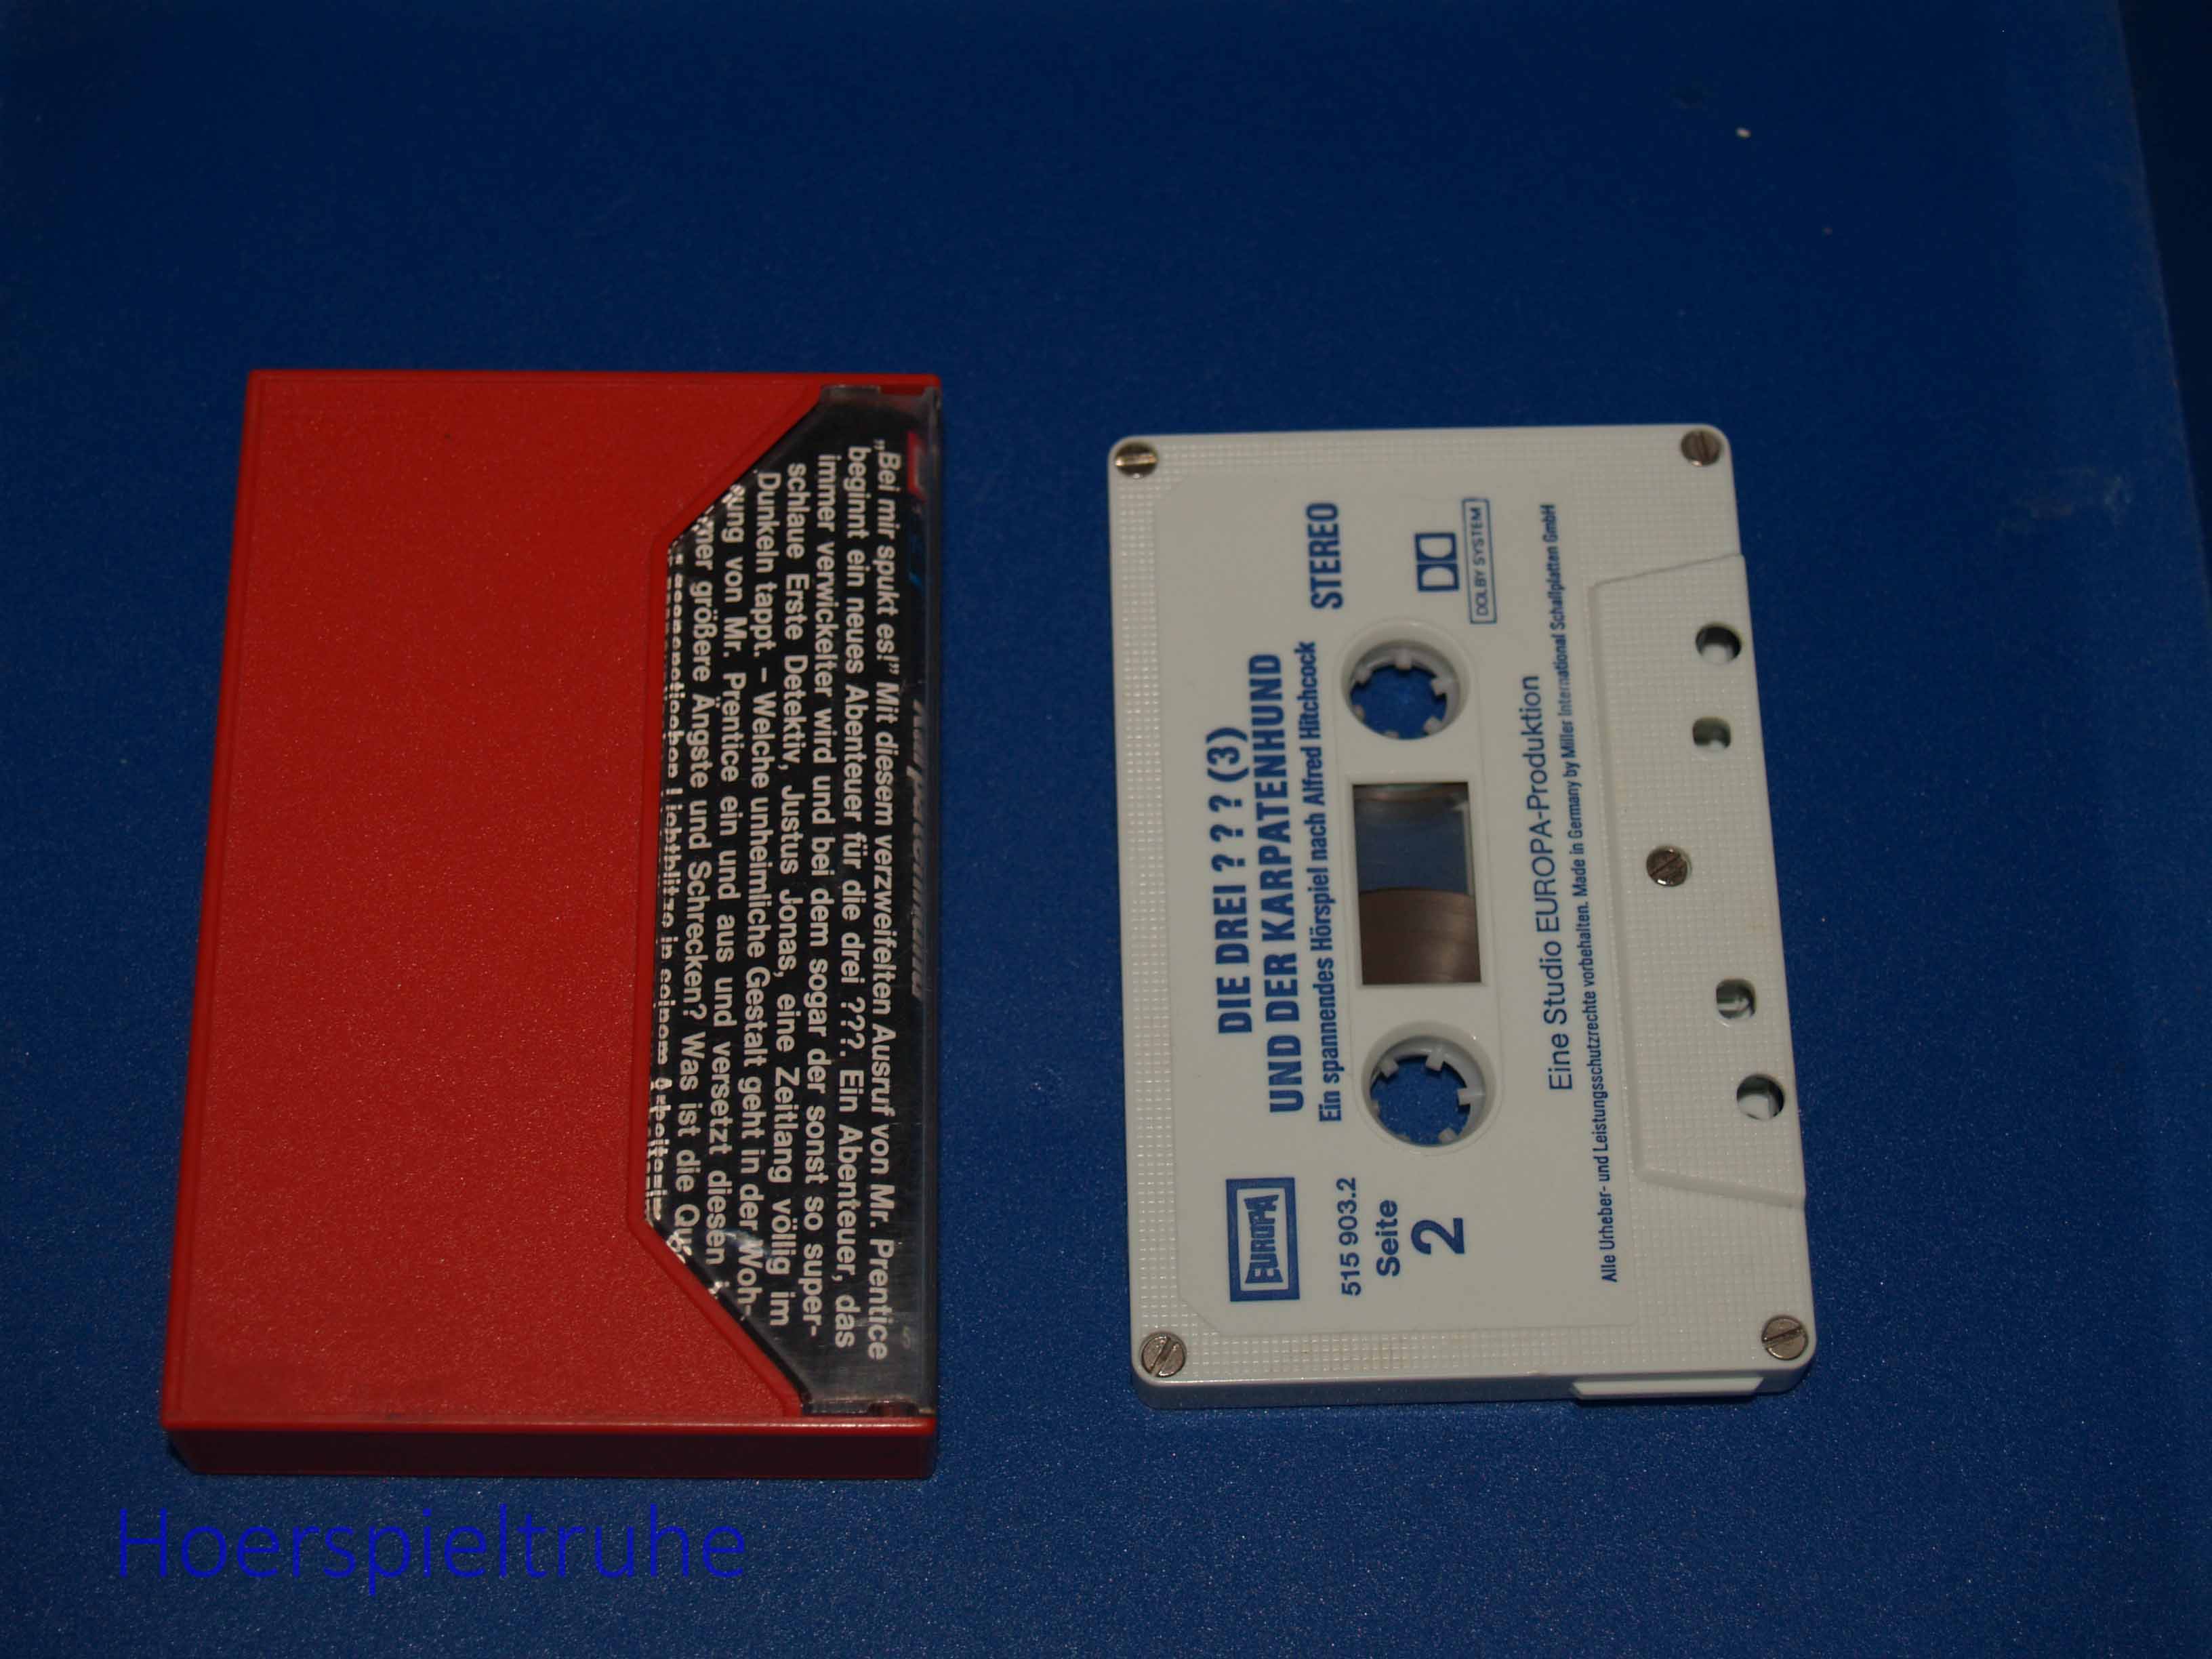 „Bei mir spukt es!” Mit diesem verzweifelten Ausruf von Mr. Prentice
beginnt ein neues Abenteuer für die drei ???. Ein Abenteuer, das
immer verwickelter wird und bei dem sogar der sonst so super-
schlaue Erste Detektiv, Justus Jonas, eine Zeitlang völlig im
Dunkeln tappt. – Welche unheimliche Gestalt geht in der Woh-
von Mr. Prentice ein und aus und versetzt diesen
größere Ängste und Schrecken? Was ist die
in seinem
Karpatenhund
DIE DREI ? ? ? (3)
UND DER KARPATENHUND
Ein spannendes Hörspiel nach Alfred Hitchcock
STEREO
DOLBY SYSTEM
EUROPA
515 903.2
Seite
2
Eine Studio EUROPA-Produktion
Alle Urheber- und Leistungsschutzrechte vorbehalten. Made in Germany by Miller International Schallplatten GmbH
Hoerspieltruhe